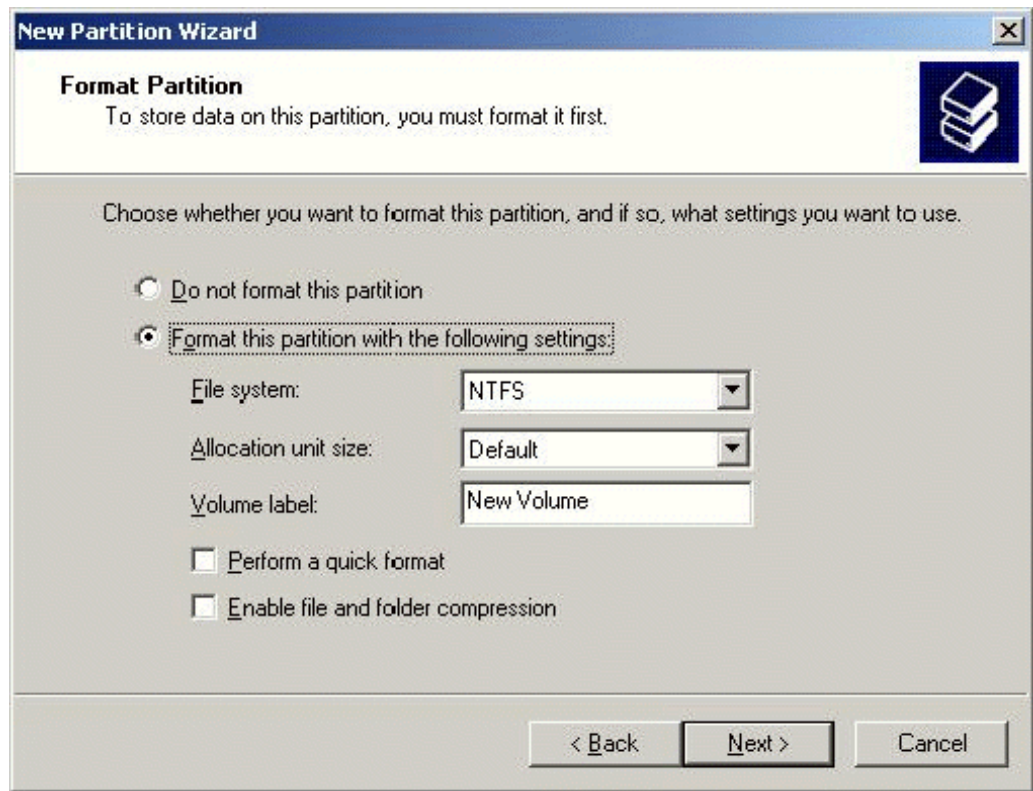 New Partition Wizard
Format Partition
To store data on this partition, you must format it first.
Choose whether you want to format this partition, and if so, what settings you want to use.
Do not format this partition
Format this partition with the following settings:
File system: NTFS
Allocation unit size: Default
Volume label: New Volume
Perform a quick format
Enable file and folder compression
< Back Next > Cancel